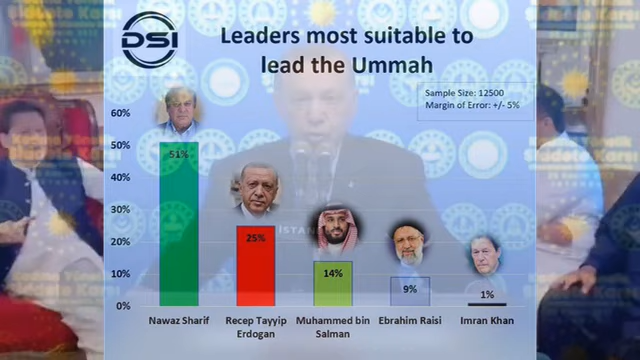 DSI
Leaders most suitable to
lead the Ummah
Sample Size: 12500
Margin of Error: +/- 5%
60%
50%
40%
30%
20%
10%
0%
51%
25%
14%
9%
1%
Nawaz Sharif
Recep Tayyip
Erdogan
Muhammed bin
Salman
Ebrahim Raisi
Imran Khan
İSTAN